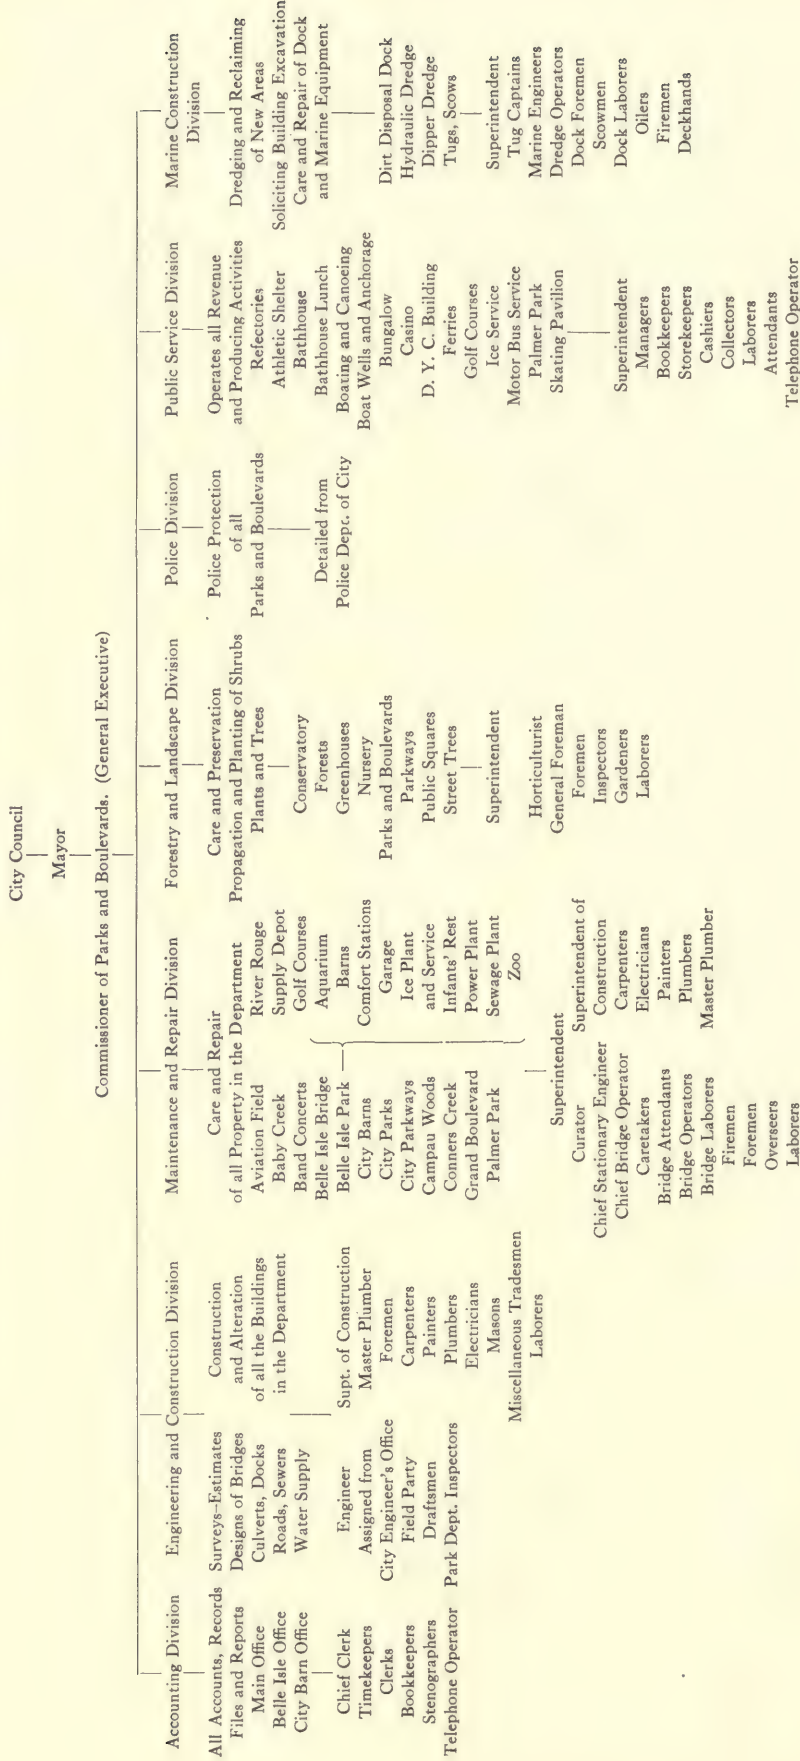 City Council
Mayor
Commissioner of Parks and Boulevards. (General Executive)
Accounting Division
All Accounts, Records
Files and Reports
Main Office
Belle Isle Office
City Barn Office
Chief Clerk
Timekeepers
Clerks
Bookkeepers
Stenographers
Telephone Operator
Engineering and Construction Division
Surveys—Estimates
Designs of Bridges
Culverts, Docks
Roads, Sewers
Water Supply
Engineer
Assigned from
City Engineer's Office
Field Party
Draftsmen
Park Dept. Inspectors
Construction
and Alteration
of all the Buildings
in the Department
Supt. of Construction
Master Plumber
Foremen
Carpenters
Painters
Plumbers
Electricians
Masons
Miscellaneous Tradesmen
Laborers
Maintenance and Repair Division
Care and Repair
of all Property in the Department
Aviation Field
Baby Creek
Band Concerts
Belle Isle Bridge
Belle Isle Park
City Barns
City Parks
City Parkways
Campau Woods
Conners Creek
Grand Boulevard
Palmer Park
River Rouge
Supply Depot
Golf Courses
Aquarium
Barns
Comfort Stations
Garage
Ice Plant
and Service
Infants' Rest
Power Plant
Sewage Plant
Zoo
Superintendent
Curator
Chief Stationary Engineer
Chief Bridge Operator
Caretakers
Bridge Attendants
Bridge Operators
Bridge Laborers
Firemen
Foremen
Overseers
Laborers
Superintendent of
Construction
Carpenters
Electricians
Painters
Plumbers
Master Plumber
Forestry and Landscape Division
Care and Preservation
Propagation and Planting of Shrubs
Plants and Trees
Conservatory
Forests
Greenhouses
Nursery
Parks and Boulevards
Parkways
Public Squares
Street Trees
Superintendent
Horticulturist
General Foreman
Foremen
Inspectors
Gardeners
Laborers
Police Division
Police Protection
of all
Parks and Boulevards
Detailed from
Police Dept. of City
Public Service Division
Operates all Revenue
and Producing Activities
Refectories
Athletic Shelter
Bathhouse
Bathhouse Lunch
Boating and Canoeing
Boat Wells and Anchorage
Bungalow
Casino
D. Y. C. Building
Ferries
Golf Courses
Ice Service
Motor Bus Service
Palmer Park
Skating Pavilion
Superintendent
Managers
Bookkeepers
Storekeepers
Cashiers
Collectors
Laborers
Attendants
Telephone Operator
Marine Construction
Division
Dredging and Reclaiming
of New Areas
Soliciting Building Excavation
Care and Repair of Dock
and Marine Equipment
Dirt Disposal Dock
Hydraulic Dredge
Dipper Dredge
Tugs, Scows
Superintendent
Tug Captains
Marine Engineers
Dredge Operators
Dock Foremen
Scowmen
Dock Laborers
Oilers
Firemen
Deckhands